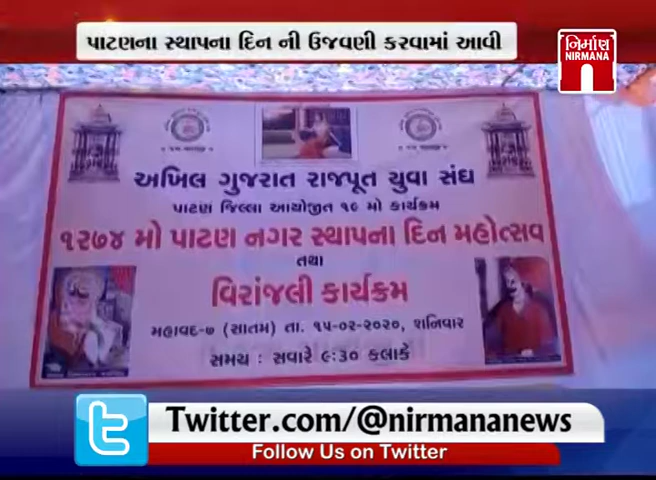 પાટણના સ્થાપના દિન ની ઉજવણી કરવામાં આવી
નિર્માણ
NIRMANA
અખિલ ગુજરાત રાજપૂત યુવા સંઘ
પાટણ જિલ્લા આયોજીત ૧૯ મો કાર્યક્રમ
૧૨૭૪ મો પાટણ નગર સ્થાપના દિન મહોત્સવ
તથા
વિરાંજલી કાર્યક્રમ
મહાવદ-૭ (સાતમ) તા. ૧૫-૦૨-૨૦૨૦, શનિવાર
સમય : સવારે ૯:૩૦ કલાકે
Twitter.com/@nirmananews
Follow Us on Twitter